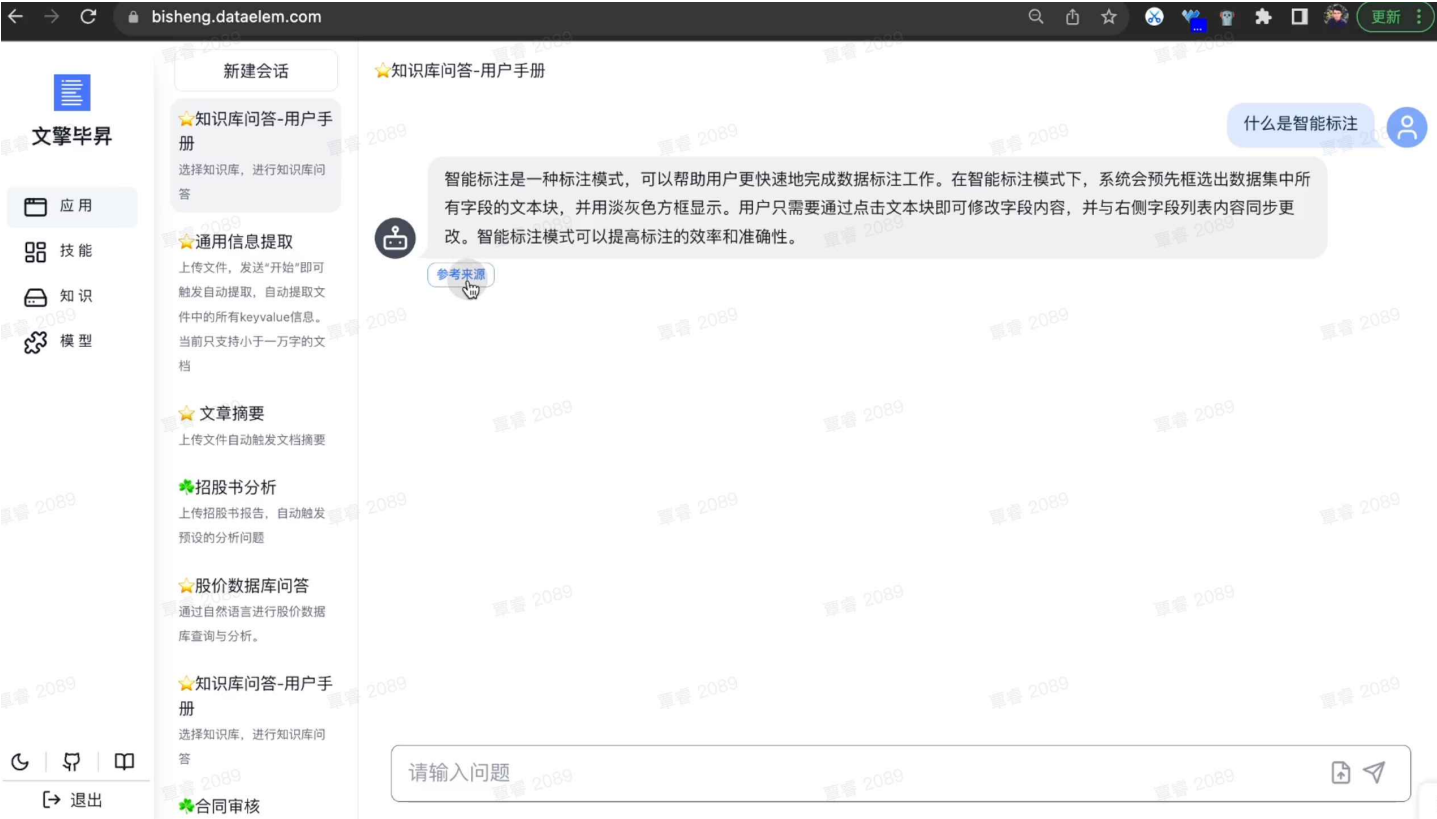 bisheng.dataelem.com
更新
文擎毕昇
应用
技能
知识
模型
退出
新建会话
知识库问答-用户手
册
选择知识库，进行知识库问
答
通用信息提取
上传文件，发送“开始”即可
触发自动提取，自动提取文
件中的所有keyvalue信息。
当前只支持小于一万字的文
档
文章摘要
上传文件自动触发文档摘要
招股书分析
上传招股书报告，自动触发
预设的分析问题
股价数据库问答
通过自然语言进行股价数据
库查询与分析。
知识库问答-用户手
册
选择知识库，进行知识库问
答
合同审核
知识库问答-用户手册
什么是智能标注
智能标注是一种标注模式，可以帮助用户更快速地完成数据标注工作。在智能标注模式下，系统会预先框选出数据集中所
有字段的文本块，并用淡灰色方框显示。用户只需要通过点击文本块即可修改字段内容，并与右侧字段列表内容同步更
改。智能标注模式可以提高标注的效率和准确性。
参考来源
请输入问题